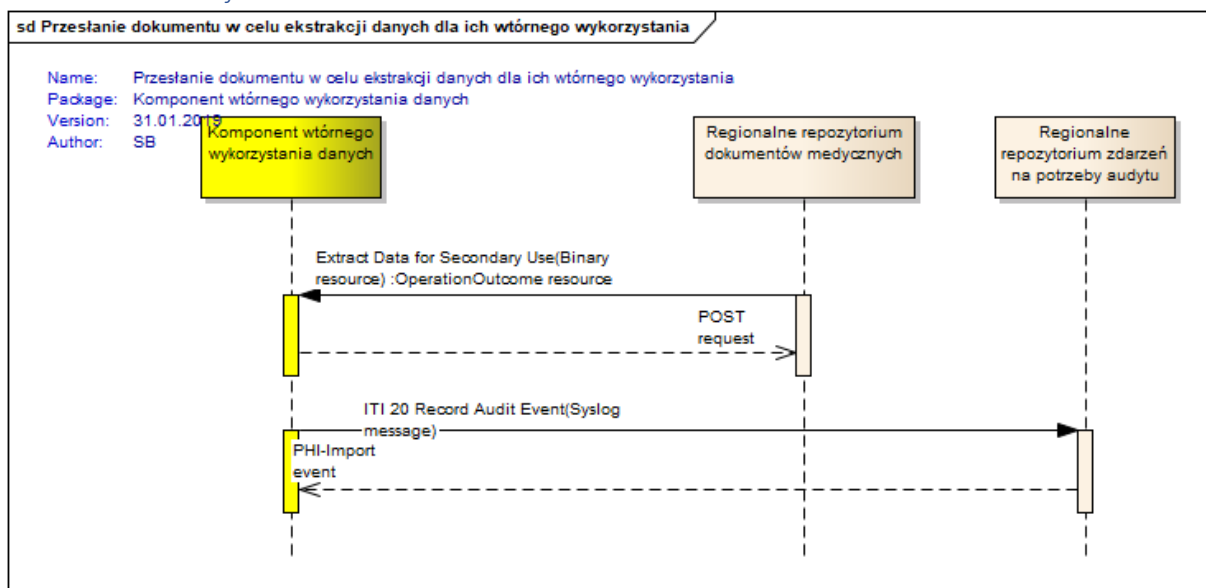 sd Przesłanie dokumentu w celu ekstrakcji danych dla ich wtórnego wykorzystania
Name: Przesłanie dokumentu w celu ekstrakcji danych dla ich wtórnego wykorzystania
Package: Komponent wtórnego wykorzystania danych
Version: 31.01.2019
Author: SB
Komponent wtórnego
wykorzystania danych
Regionalne repozytorium
dokumentów medycznych
Regionalne
repozytorium zdarzeń
na potrzeby audytu
Extract Data for Secondary Use(Binary
resource) :OperationOutcome resource
POST
request
ITI 20 Record Audit Event(Syslog
message)
PHI-Import
event